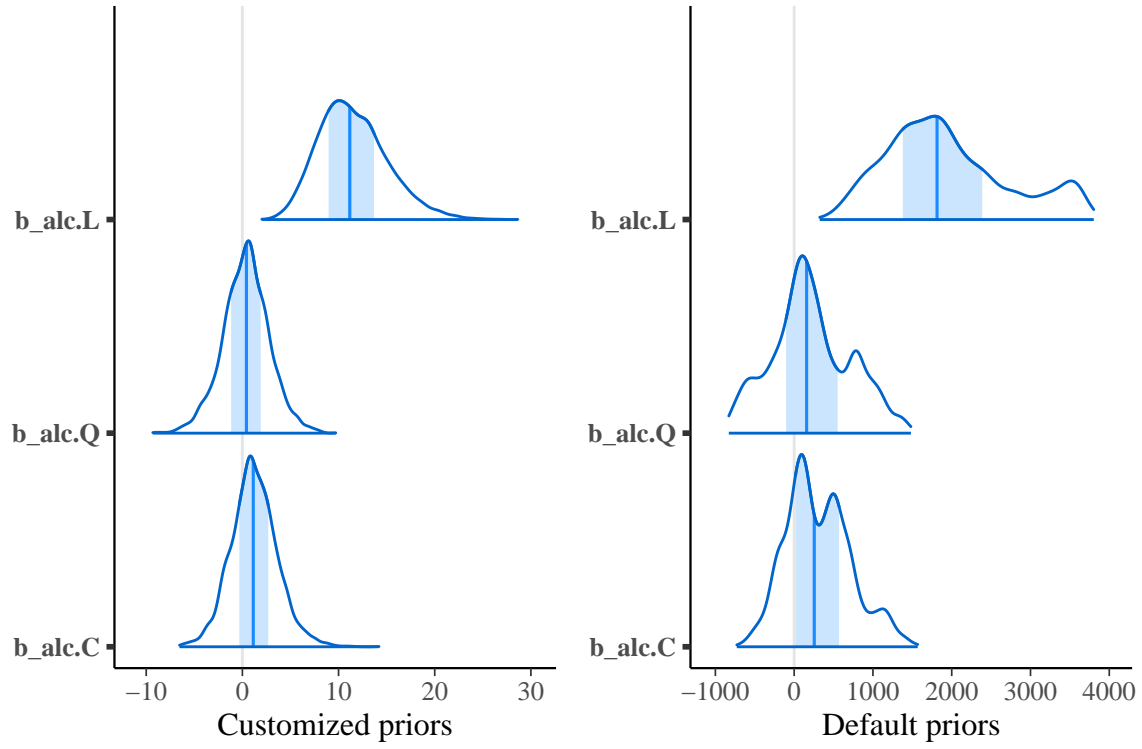 b_alc.L
b_alc.Q
b_alc.C
−10 0 10 20 30
Customized priors
b_alc.L
b_alc.Q
b_alc.C
−1000 0 1000 2000 3000 4000
Default priors